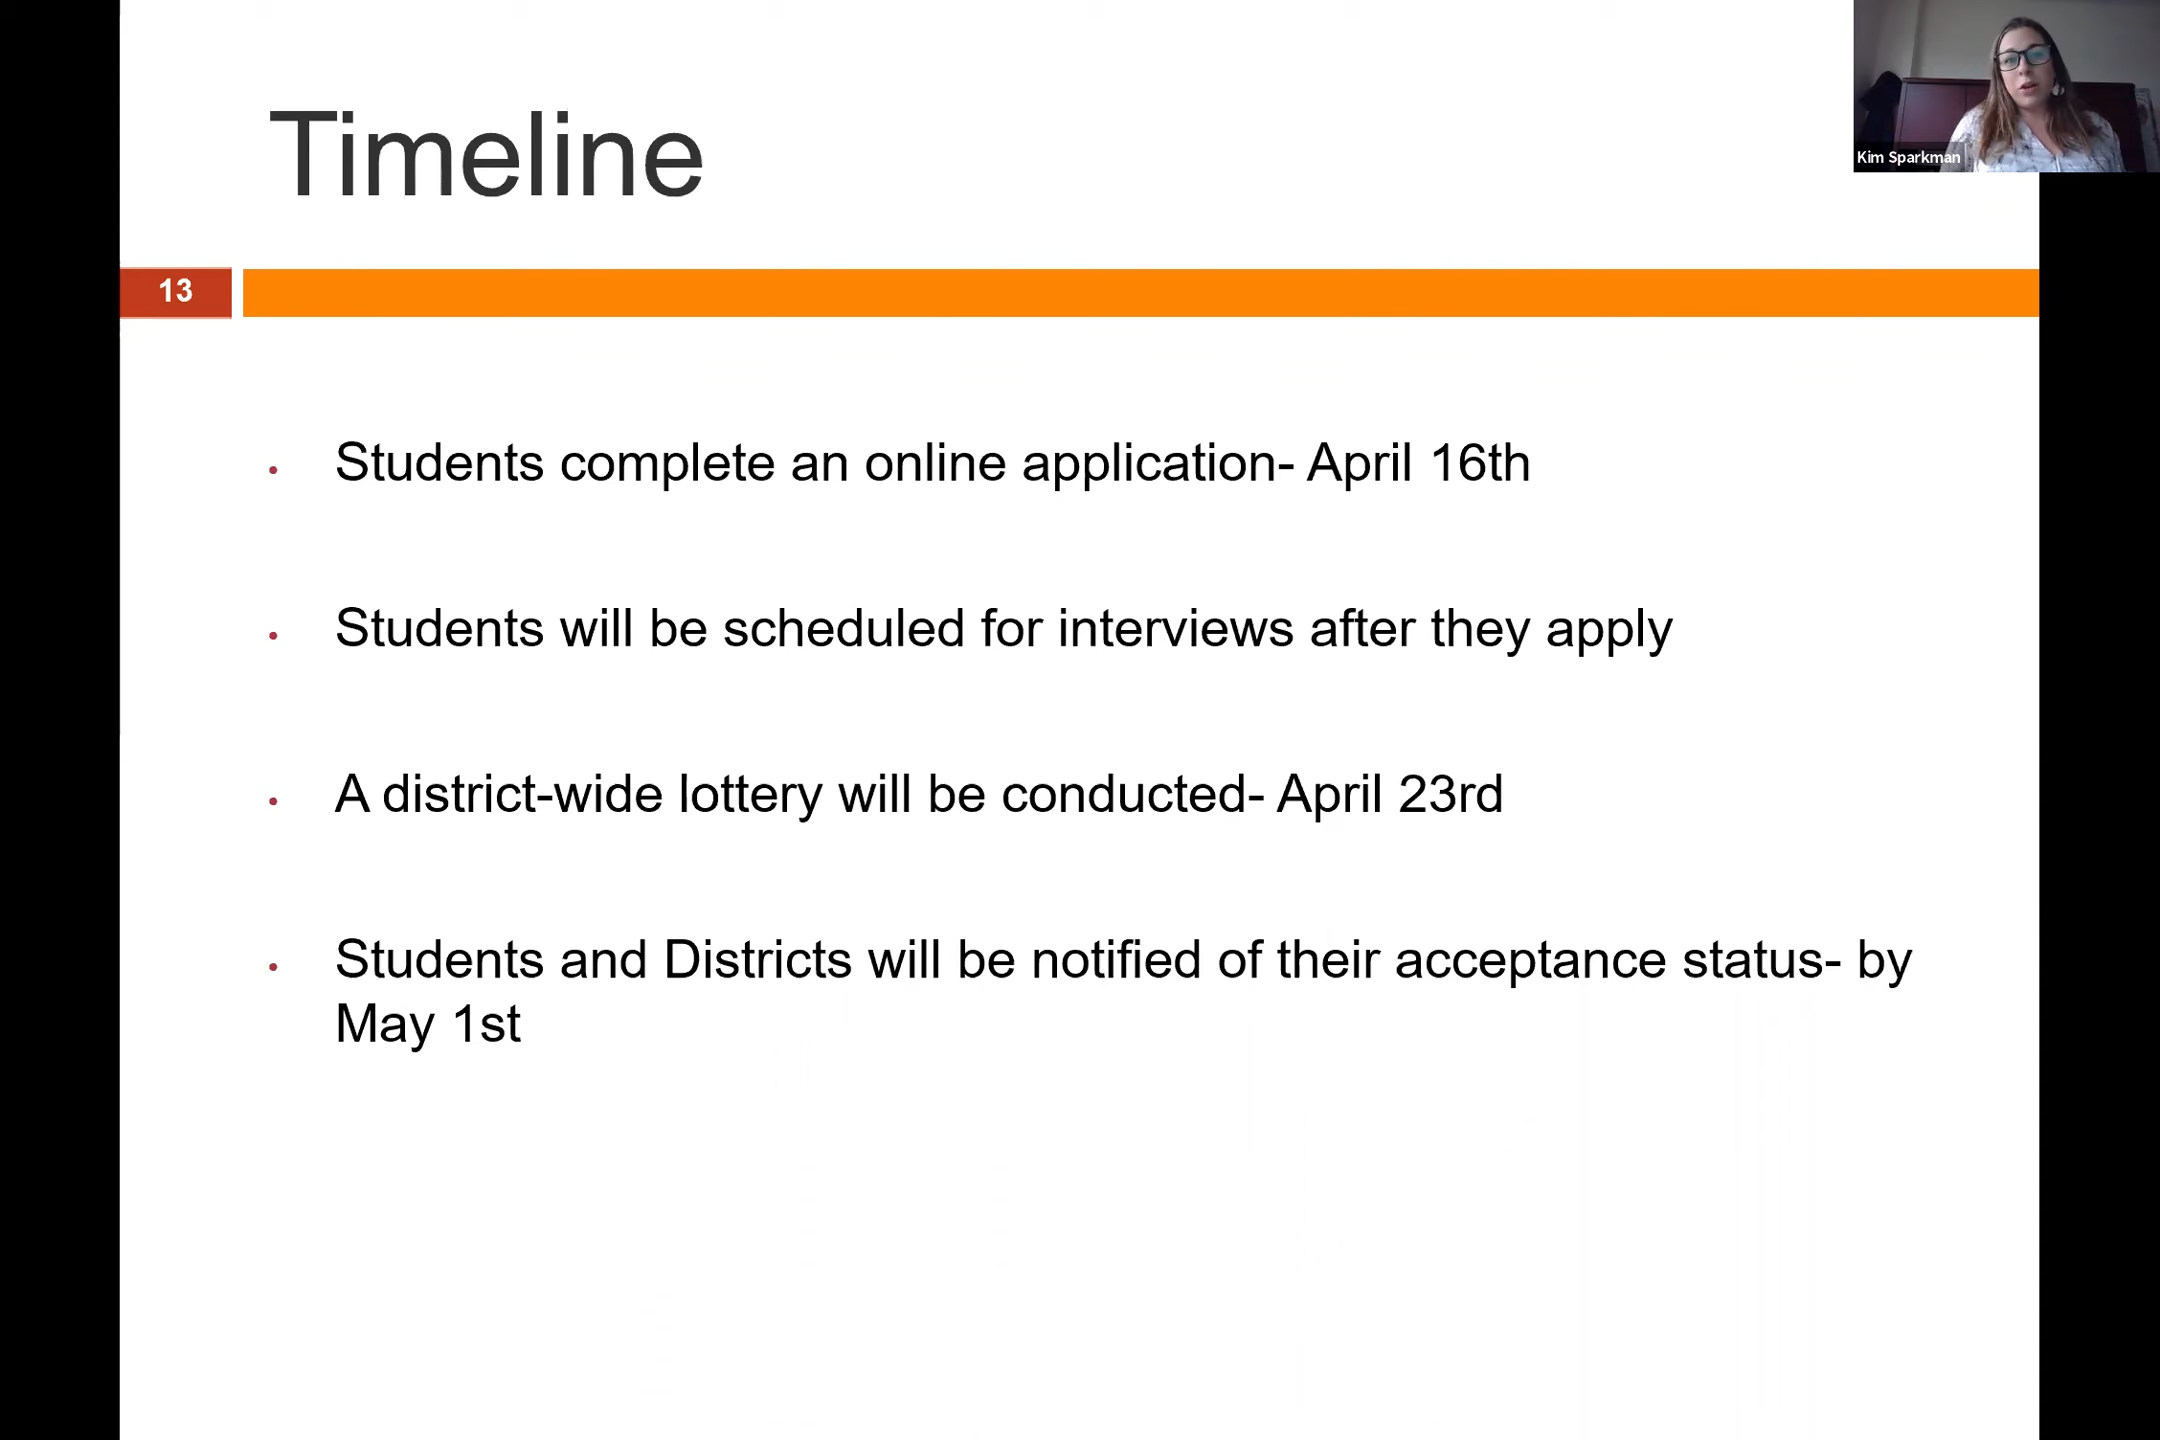 Timeline
Kim Sparkman
13
• Students complete an online application- April 16th
• Students will be scheduled for interviews after they apply
• A district-wide lottery will be conducted- April 23rd
• Students and Districts will be notified of their acceptance status- by
May 1st